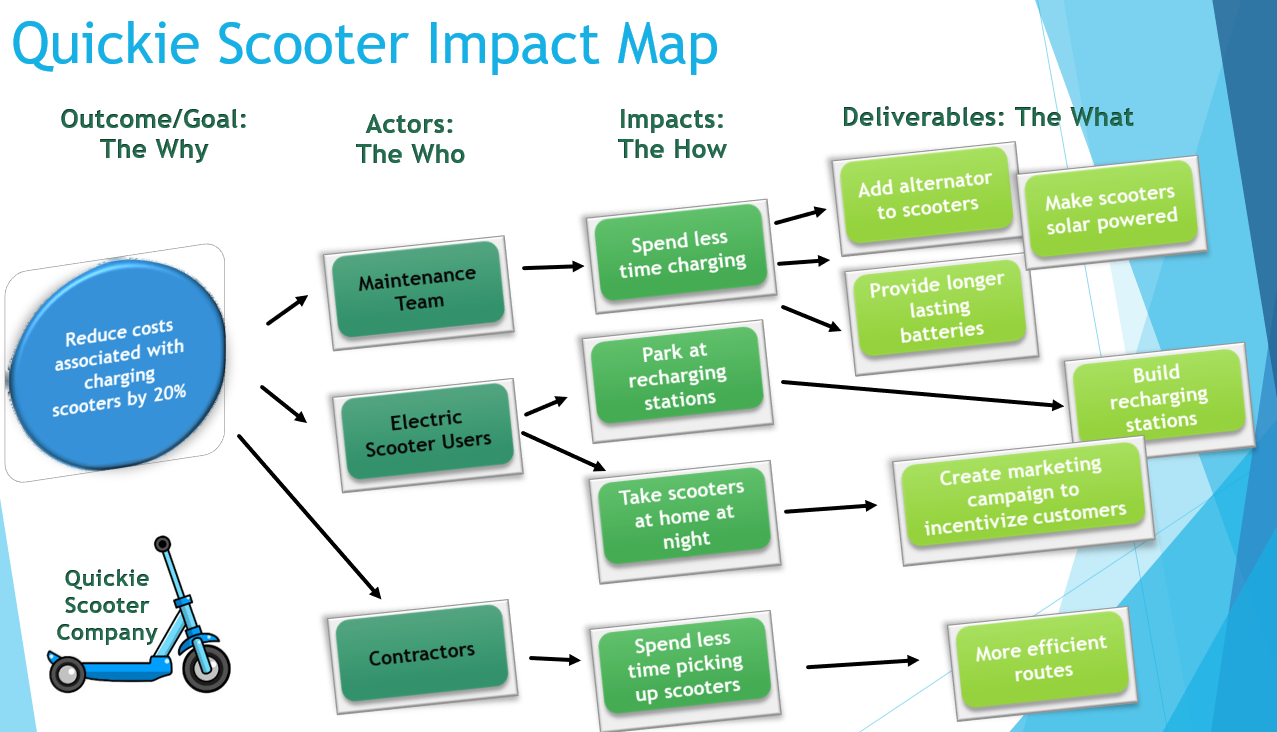 Quickie Scooter Impact Map
Outcome/Goal:
The Why
Actors:
The Who
Impacts:
The How
Deliverables: The What
Reduce costs
associated with
charging
scooters by 20%
Maintenance
Team
Electric
Scooter Users
Contractors
Spend less
time charging
Park at
recharging
stations
Take scooters
at home at
night
Spend less
time picking
up scooters
Add alternator
to scooters
Make scooters
solar powered
Provide longer
lasting
batteries
Build
recharging
stations
Create marketing
campaign to
incentivize customers
More efficient
routes
Quickie
Scooter
Company